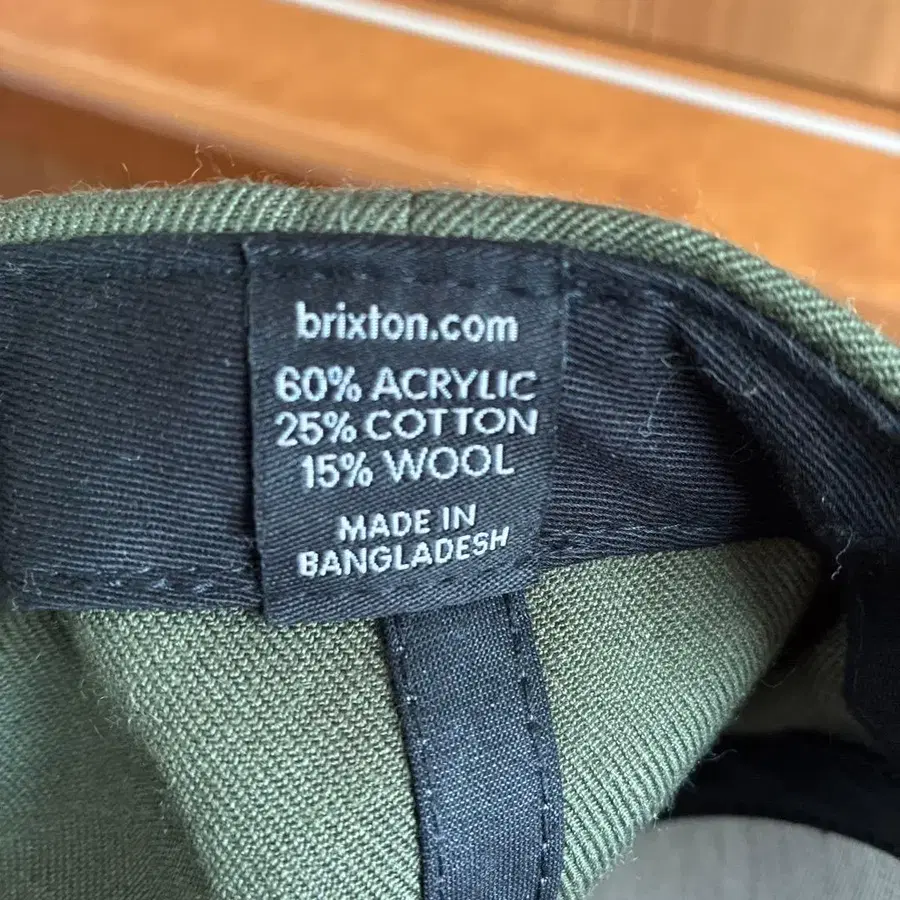 brixton.com
60% ACRYLIC
25% COTTON
15% WOOL
MADE IN
BANGLADESH